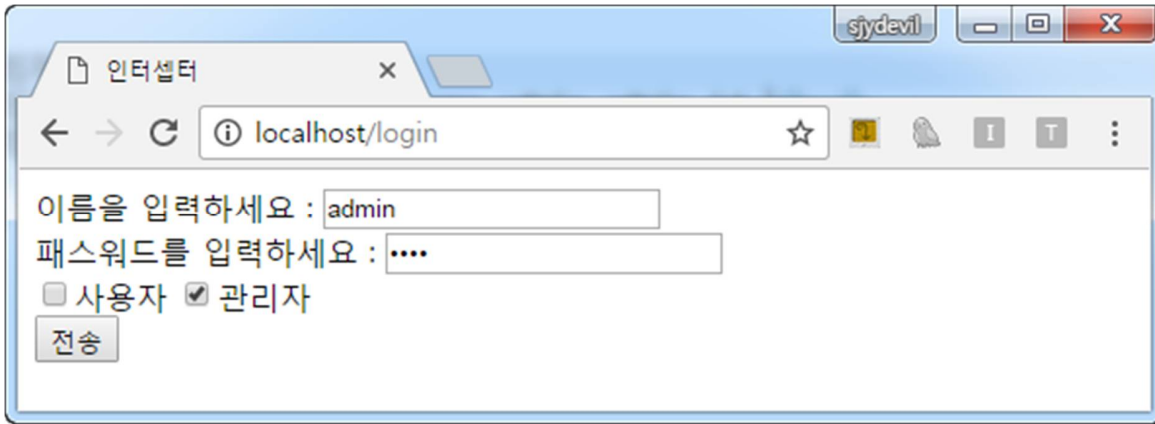 sjydevil
인터셉터
localhost/login
I T
이름을 입력하세요 : admin
패스워드를 입력하세요 : ••••
사용자 관리자
전송